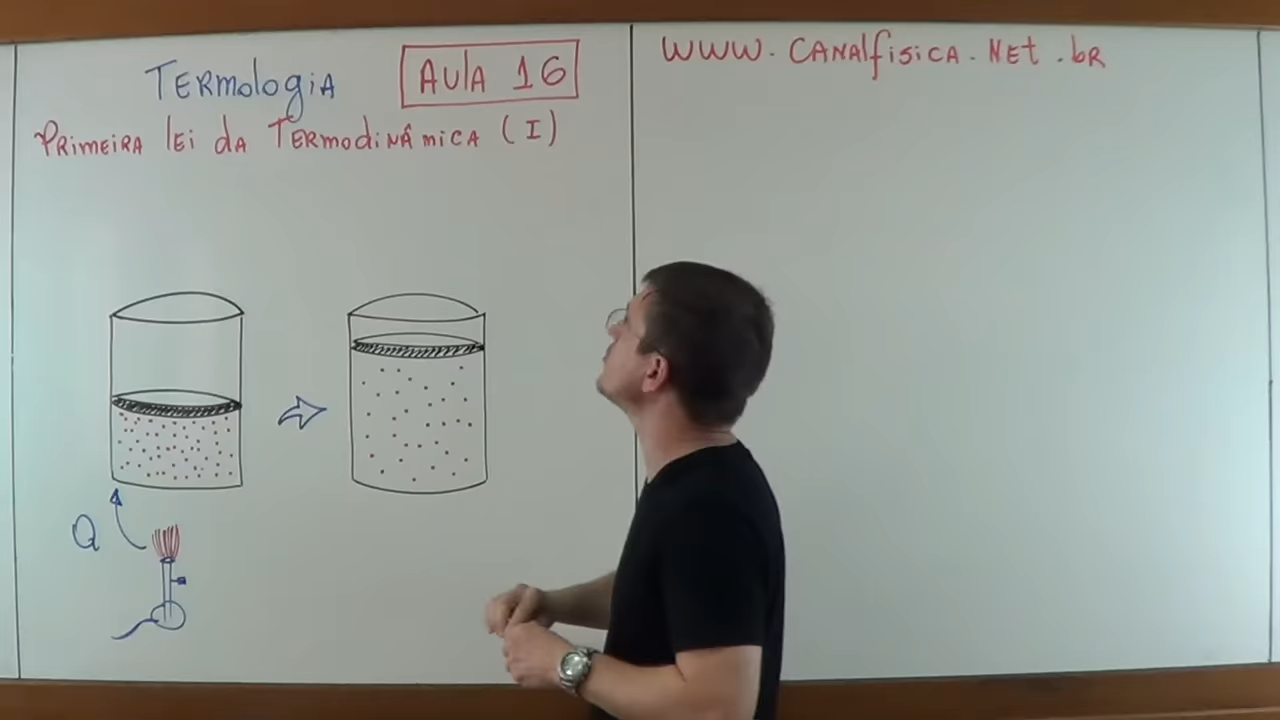 Termologia
Aula 16
Primeira lei da Termodinâmica (I)
www.canalfisica.net.br
Q